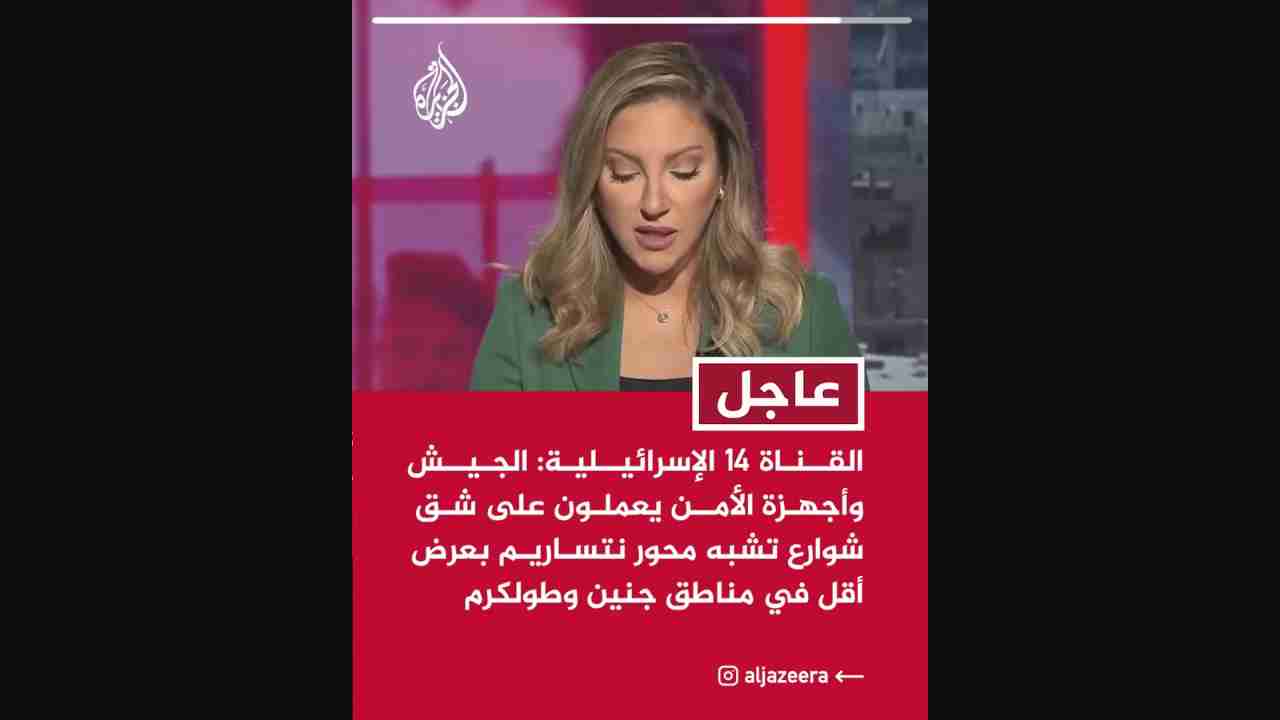 الجزيرة
عاجل
القناة 14 الإسرائيلية: الجيش
وأجهزة الأمن يعملون على شق
شوارع تشبه محور نتساريم بعرض
أقل في مناطق جنين وطولكرم
aljazeera